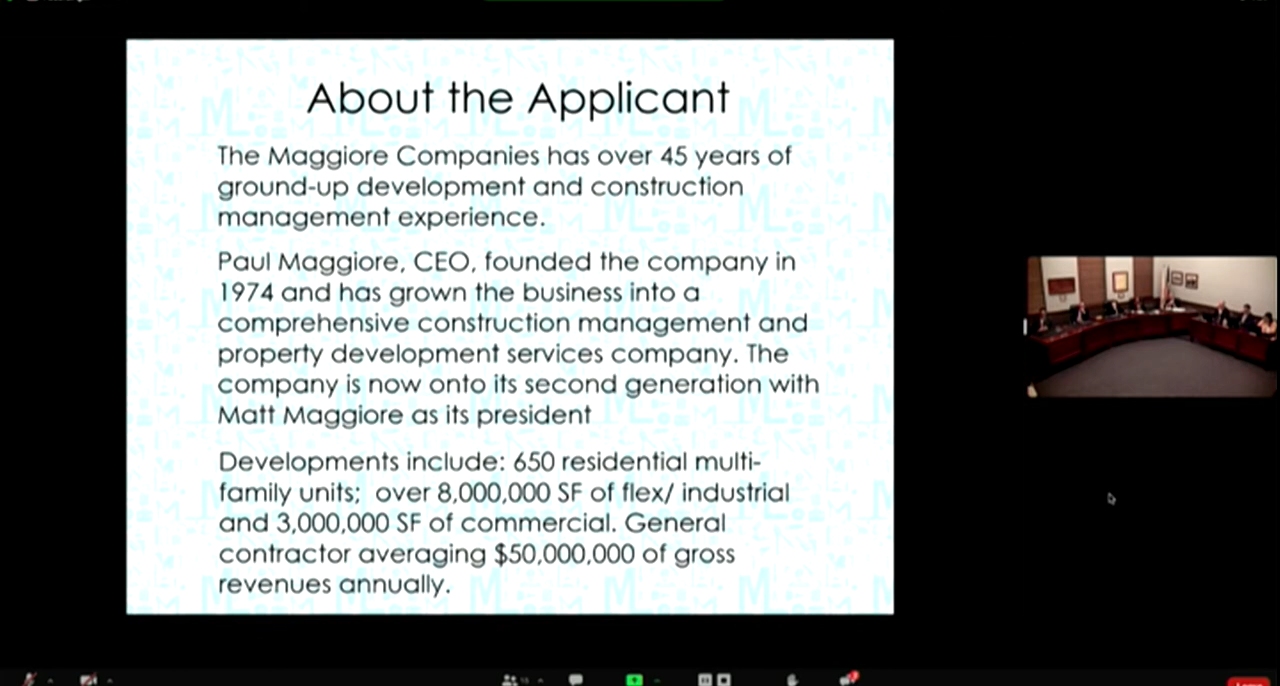 About the Applicant
The Maggiore Companies has over 45 years of
ground-up development and construction
management experience.
Paul Maggiore, CEO, founded the company in
1974 and has grown the business into a
comprehensive construction management and
property development services company. The
company is now onto its second generation with
Matt Maggiore as its president
Developments include: 650 residential multi-
family units;  over 8,000,000 SF of flex/ industrial
and 3,000,000 SF of commercial. General
contractor averaging $50,000,000 of gross
revenues annually.